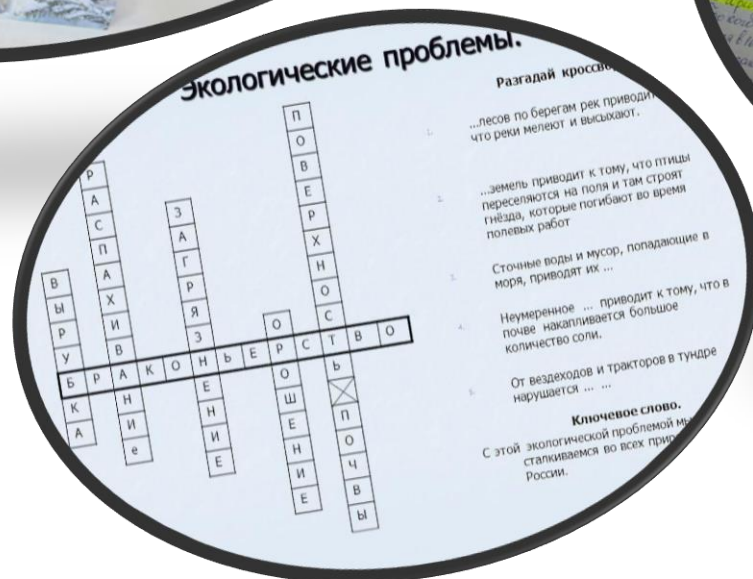 Экологические проблемы.
ВЫРУБКА
РАСПАХИВАНИе
ЗАГРЯЗНЕНИЕ
ОРОШЕНИЕ
ПОВЕРХНОСТЬ ПОЧВЫ
БРАКОНЬЕРСТВО
Разгадай кроссво
1. ...лесов по берегам рек приводи
что реки мелеют и высыхают.
2. ...земель приводит к тому, что птицы
переселяются на поля и там строят
гнёзда, которые погибают во время
полевых работ
3. Сточные воды и мусор, попадающие в
моря, приводят их ...
4. Неумеренное ... приводит к тому, что в
почве накапливается большое
количество соли.
5. От вездеходов и тракторов в тундре
нарушается ... ...
Ключевое слово.
С этой экологической проблемой мы
сталкиваемся во всех прир
России.